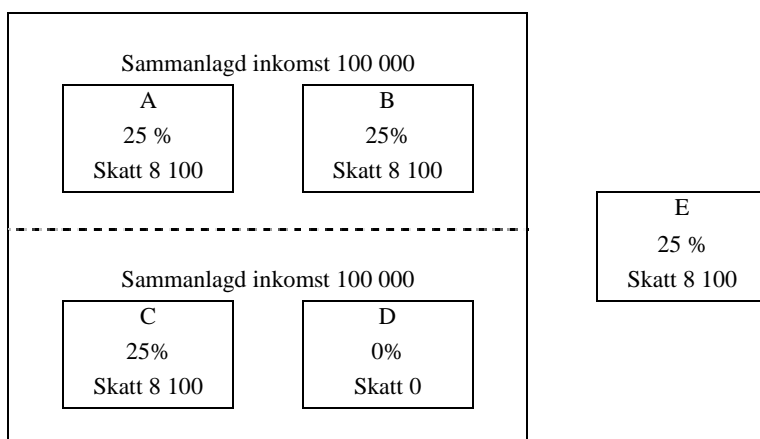 Sammanlagd inkomst 100 000
A
25 %
Skatt 8 100
B
25%
Skatt 8 100
E
25 %
Skatt 8 100
Sammanlagd inkomst 100 000
C
25%
Skatt 8 100
D
0%
Skatt 0